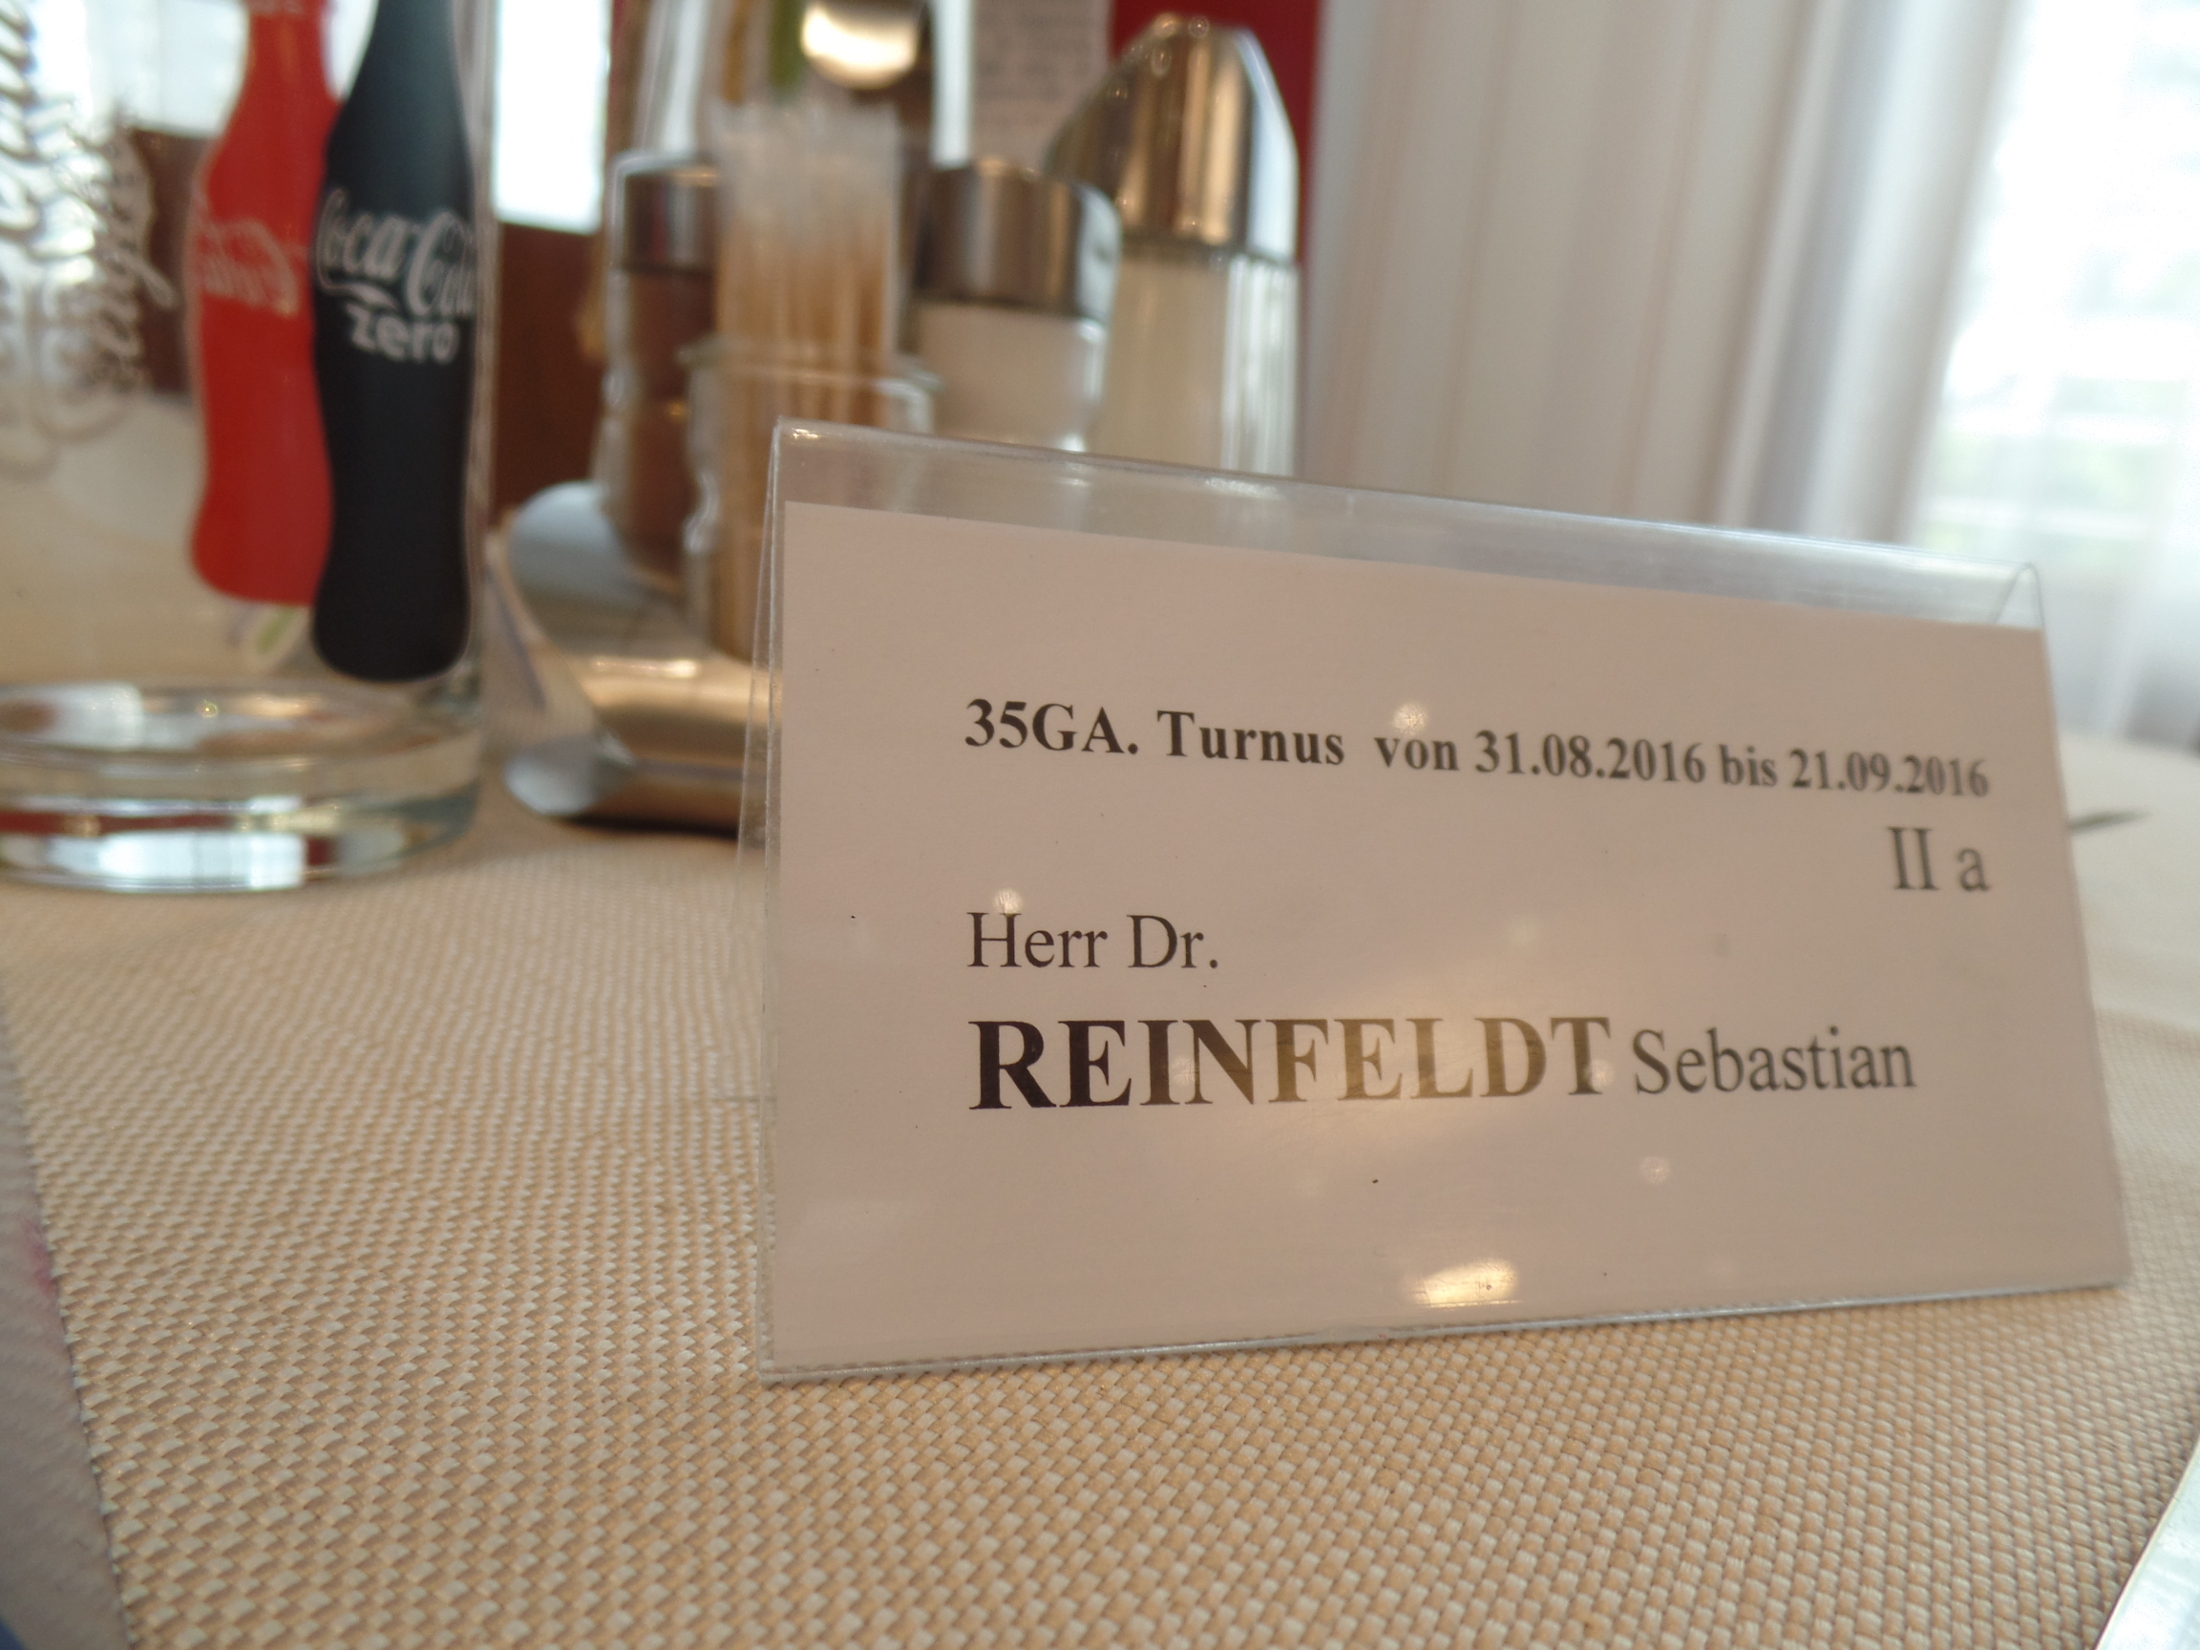 Coca-Cola
zero
35GA. Turnus von 31.08.2016 bis 21.09.2016
II a
Herr Dr.
REINFELDT Sebastian